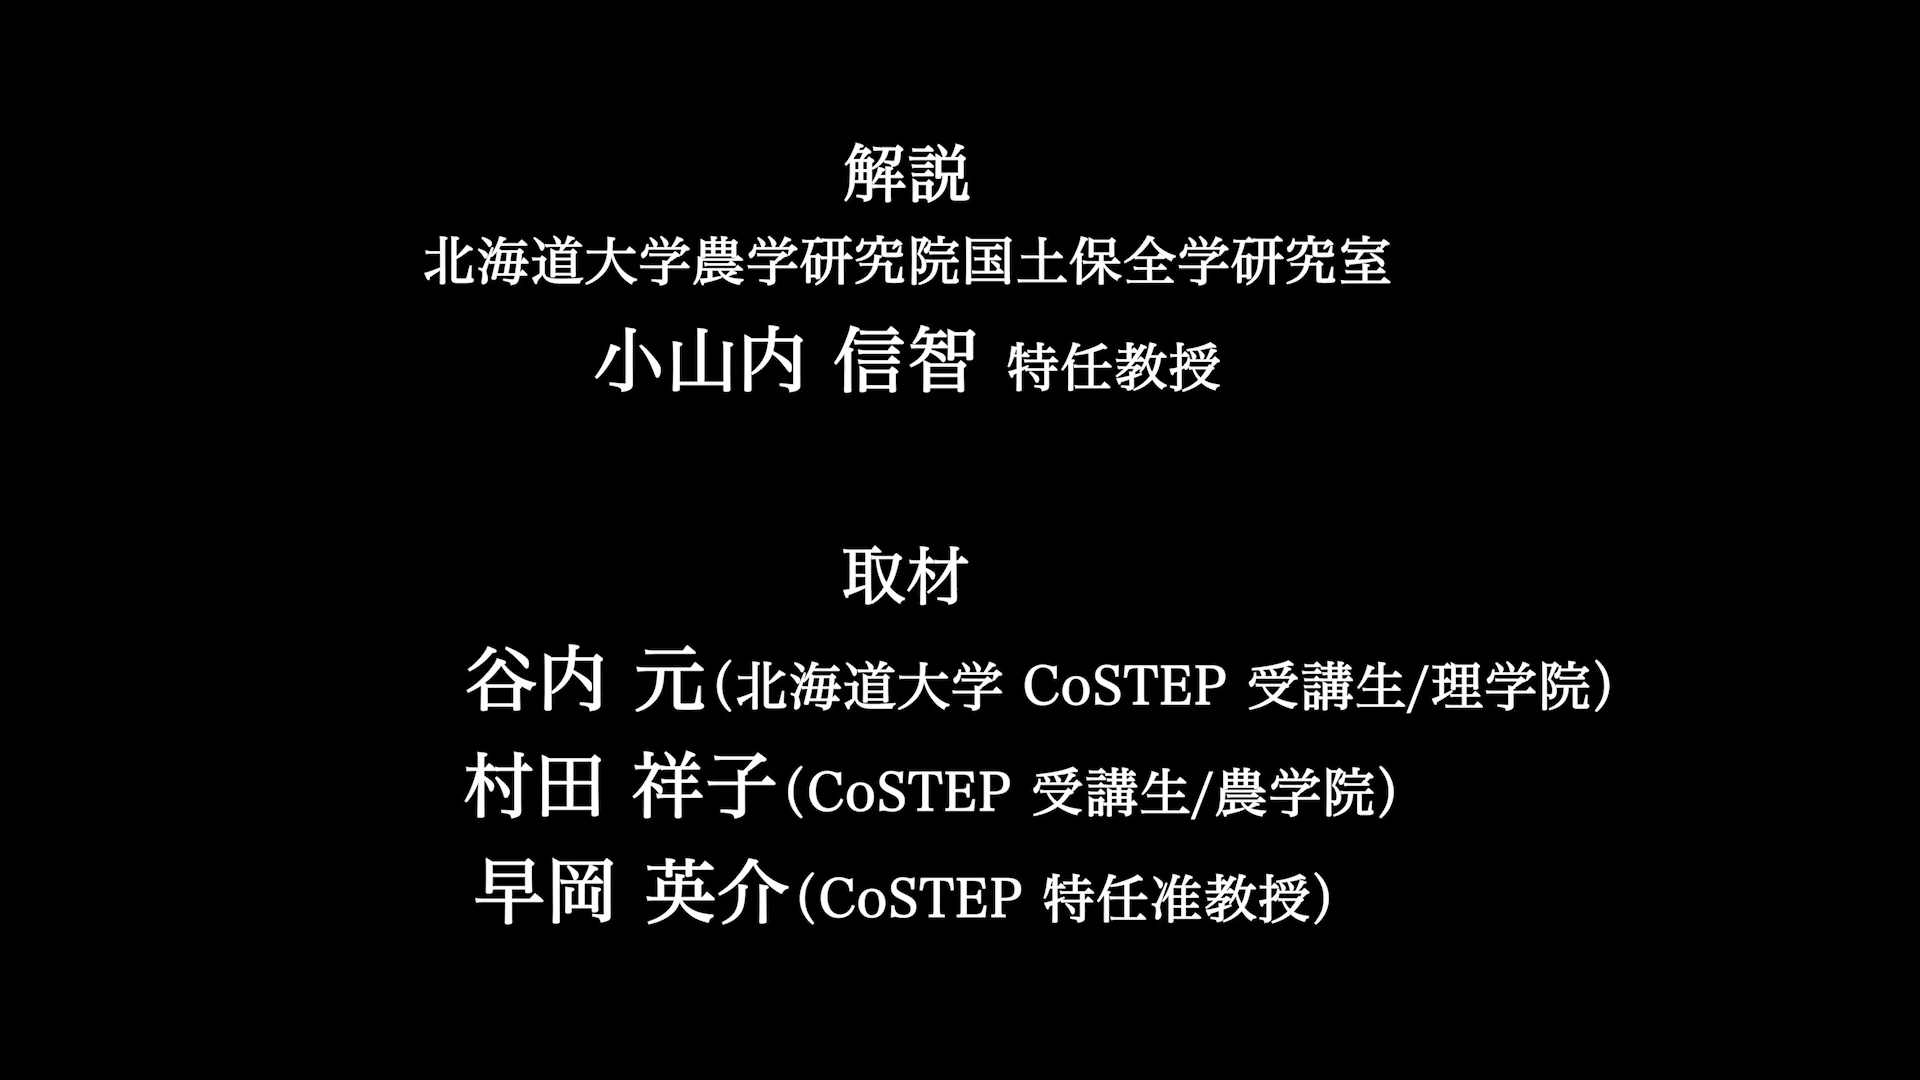 解説
北海道大学農学研究院国土保全学研究室
小山内 信智 特任教授
取材
谷内 元(北海道大学 CoSTEP 受講生/理学院)
村田 祥子(CoSTEP 受講生/農学院)
早岡 英介(CoSTEP 特任准教授)